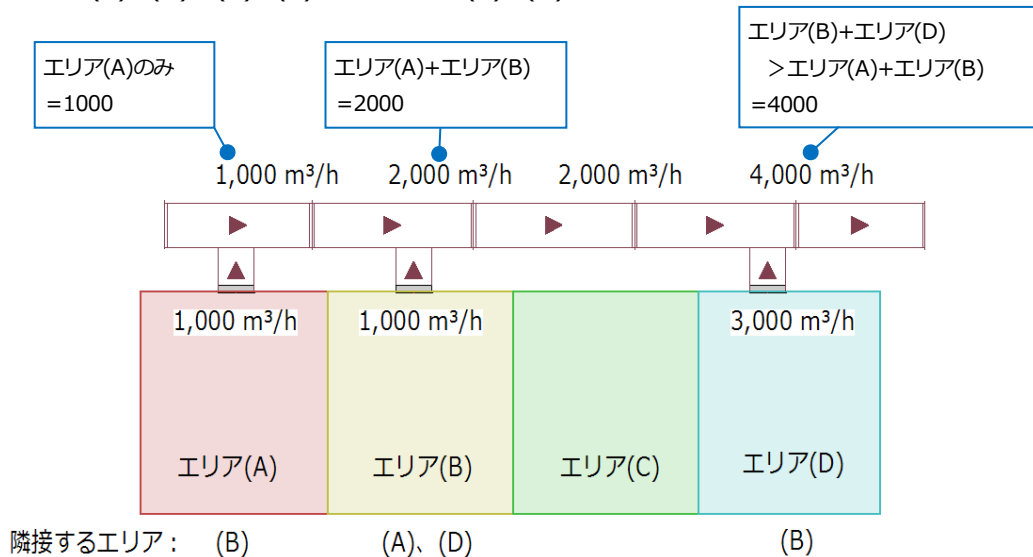 エリア(A)のみ
=1000
エリア(A)+エリア(B)
=2000
エリア(B)+エリア(D)
＞エリア(A)+エリア(B)
=4000
1,000 m³/h 2,000 m³/h 2,000 m³/h 4,000 m³/h
1,000 m³/h 1,000 m³/h 3,000 m³/h
エリア(A) エリア(B) エリア(C) エリア(D)
隣接するエリア： (B) (A)、(D) (B)